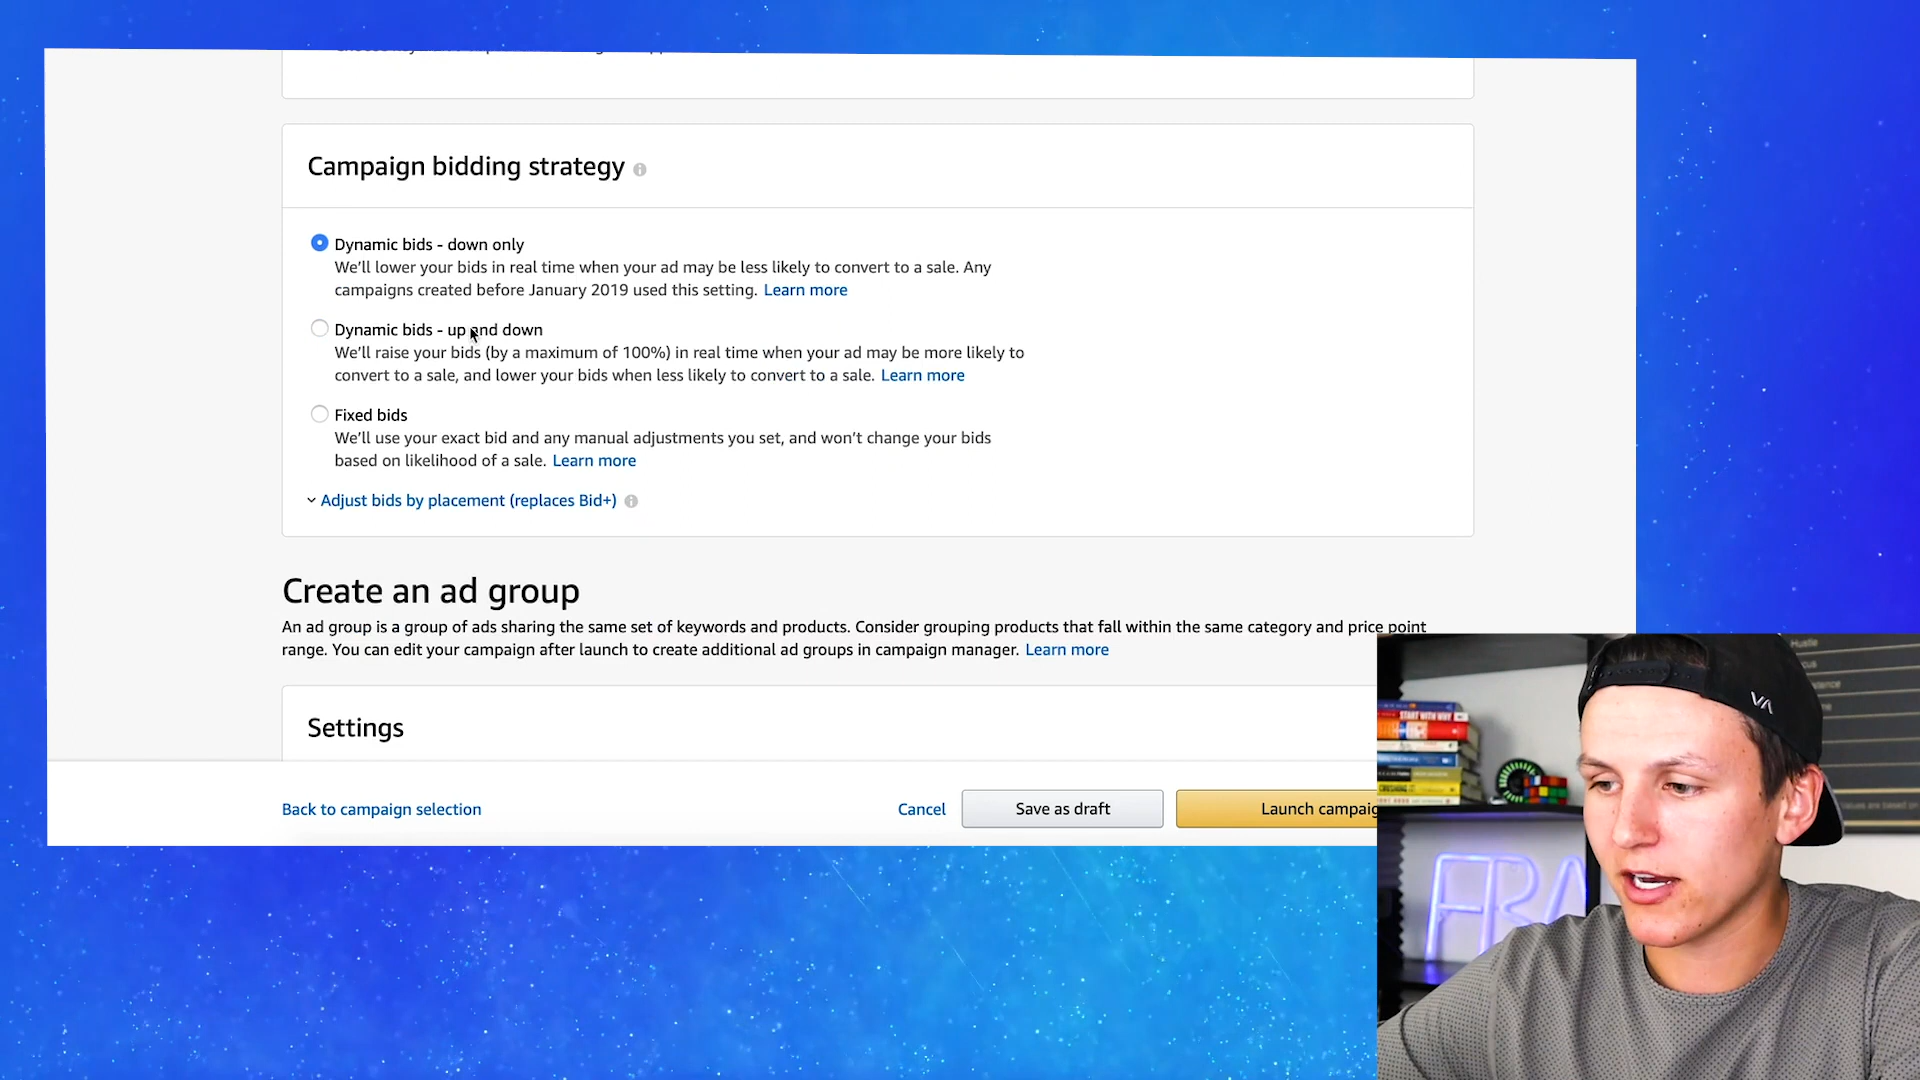 Campaign bidding strategy
Dynamic bids - down only
We'll lower your bids in real time when your ad may be less likely to convert to a sale. Any
campaigns created before January 2019 used this setting. Learn more
Dynamic bids - up and down
We'll raise your bids (by a maximum of 100%) in real time when your ad may be more likely to
convert to a sale, and lower your bids when less likely to convert to a sale. Learn more
Fixed bids
We'll use your exact bid and any manual adjustments you set, and won't change your bids
based on likelihood of a sale. Learn more
Adjust bids by placement (replaces Bid+)
Create an ad group
An ad group is a group of ads sharing the same set of keywords and products. Consider grouping products that fall within the same category and price point
range. You can edit your campaign after launch to create additional ad groups in campaign manager. Learn more
Settings
Back to campaign selection
Cancel
Save as draft
Launch campaig
Hustle
START WITH WHY
VA
FBA